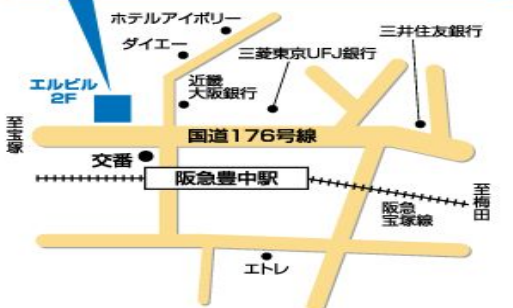 ホテルアイボリー
ダイエー
三井住友銀行
三菱東京UFJ銀行
エルビル
2F
近畿
大阪銀行
至宝塚
国道176号線
交番
阪急豊中駅
至梅田
阪急
宝塚線
エトレ